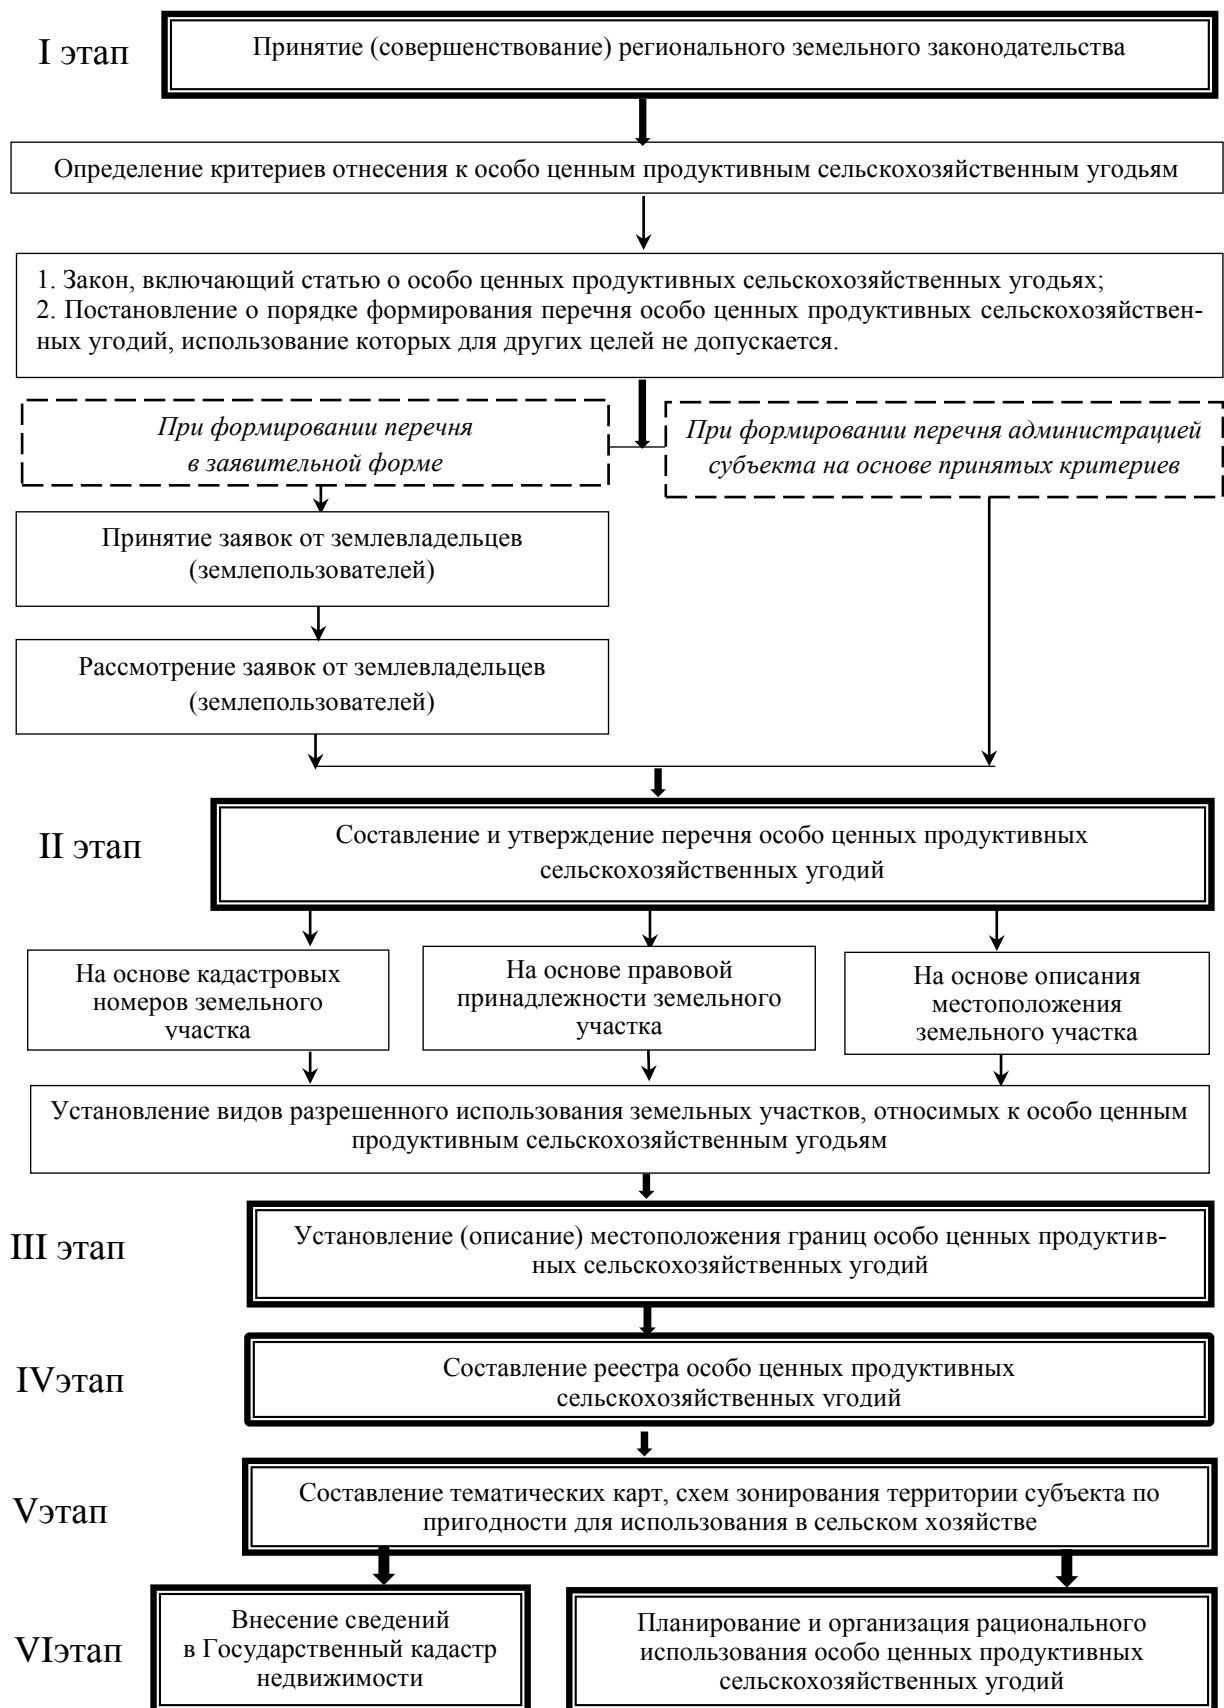 I этап
Принятие (совершенствование) регионального земельного законодательства
Определение критериев отнесения к особо ценным продуктивным сельскохозяйственным угодьям
1. Закон, включающий статью о особо ценных продуктивных сельскохозяйственных угодьях;
2. Постановление о порядке формирования перечня особо ценных продуктивных сельскохозяйствен-
ных угодий, использование которых для других целей не допускается.
При формировании перечня
в заявительной форме
При формировании перечня администрацией
субъекта на основе принятых критериев
Принятие заявок от землевладельцев
(землепользователей)
Рассмотрение заявок от землевладельцев
(землепользователей)
II этап
Составление и утверждение перечня особо ценных продуктивных
сельскохозяйственных угодий
На основе кадастровых
номеров земельного
участка
На основе правовой
принадлежности земельного
участка
На основе описания
местоположения
земельного участка
Установление видов разрешенного использования земельных участков, относимых к особо ценным
продуктивным сельскохозяйственным угодьям
III этап
Установление (описание) местоположения границ особо ценных продуктив-
ных сельскохозяйственных угодий
IVэтап
Составление реестра особо ценных продуктивных
сельскохозяйственных угодий
Vэтап
Составление тематических карт, схем зонирования территории субъекта по
пригодности для использования в сельском хозяйстве
VIэтап
Внесение сведений
в Государственный кадастр
недвижимости
Планирование и организация рационального
использования особо ценных продуктивных
сельскохозяйственных угодий